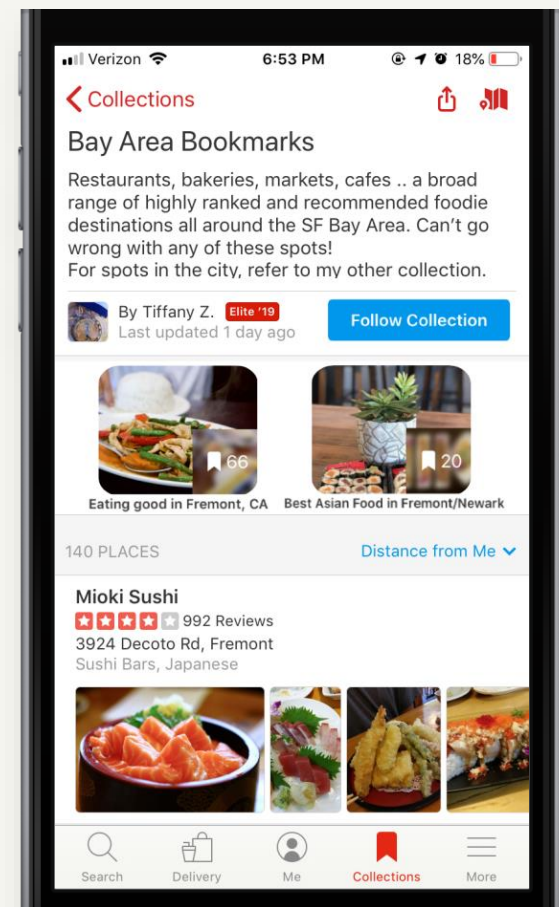 Verizon 6:53 PM 18%
Collections
Bay Area Bookmarks
Restaurants, bakeries, markets, cafes .. a broad
range of highly ranked and recommended foodie
destinations all around the SF Bay Area. Can't go
wrong with any of these spots!
For spots in the city, refer to my other collection.
By Tiffany Z. Elite '19
Last updated 1 day ago
Follow Collection
66
20
Eating good in Fremont, CA
Best Asian Food in Fremont/Newark
140 PLACES
Distance from Me
Mioki Sushi
992 Reviews
3924 Decoto Rd, Fremont
Sushi Bars, Japanese
Search
Delivery
Me
Collections
More